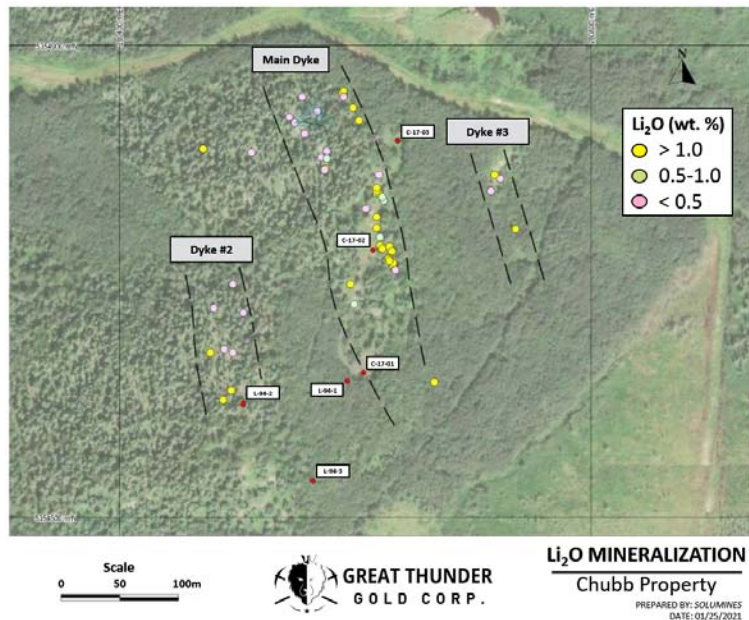 Main Dyke
N
C-17-03
Dyke #3
Li₂O (wt. %)
> 1.0
0.5-1.0
< 0.5
C-17-02
Dyke #2
C-17-01
L-94-1
L-94-2
L-94-3
Scale
0 50 100m
GREAT THUNDER
GOLD CORP.
Li₂O MINERALIZATION
Chubb Property
PREPARED BY: SOLUMINES
DATE: 01/25/2021